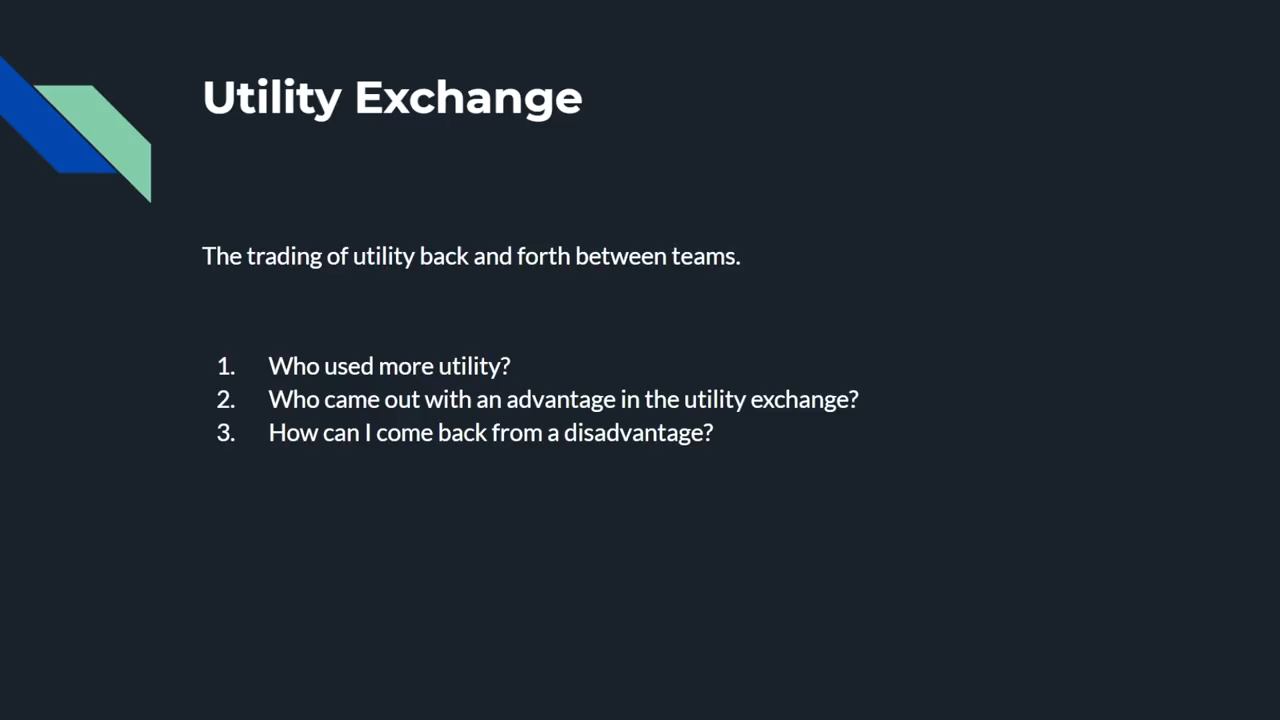 Utility Exchange
The trading of utility back and forth between teams.
1. Who used more utility?
2. Who came out with an advantage in the utility exchange?
3. How can I come back from a disadvantage?